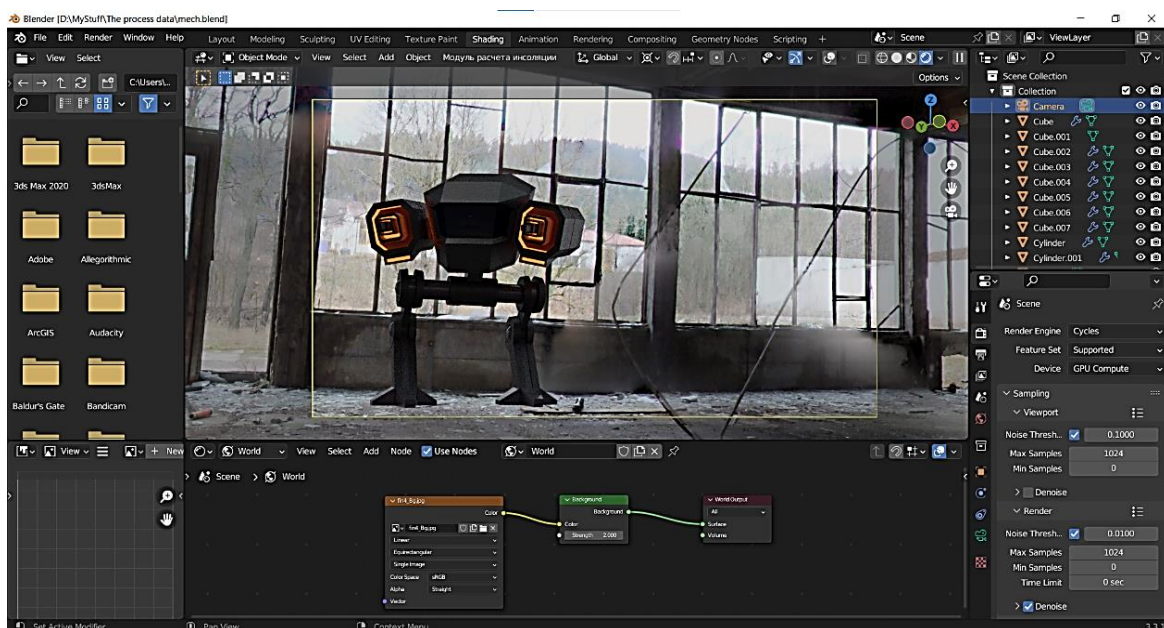 Blender [D:\MyStuff\The process data\mech.blend]
File Edit Render Window Help
Layout Modeling Sculpting UV Editing Texture Paint Shading Animation Rendering Compositing Geometry Nodes Scripting +
Scene
ViewLayer
View Select
Object Mode View Select Add Object Модуль расчета инсоляции Global
C:\Users\...
Options
3ds Max 2020 3dsMax
Adobe Allegorithmic
ArcGIS Audacity
Baldur's Gate Bandicam
Z
Y
X
Scene Collection
Collection
Camera
Cube
Cube.001
Cube.002
Cube.003
Cube.004
Cube.005
Cube.006
Cube.007
Cylinder
Cylinder.001
Scene
Render Engine Cycles
Feature Set Supported
Device GPU Compute
Sampling
Viewport
Noise Thresh... 0.1000
Max Samples 1024
Min Samples 0
Denoise
Render
Noise Thresh... 0.0100
Max Samples 1024
Min Samples 0
Time Limit 0 sec
Denoise
View + New
World View Select Add Node Use Nodes World
Scene > World
fin4_Bg.jpg
Color
fin4_Bg.jpg
Linear
Equirectangular
Single Image
Color Space sRGB
Alpha Straight
Vector
Background
Background
Color
Strength 2.000
World Output
All
Surface
Volume
Set Active Modifier Pan View Context Menu